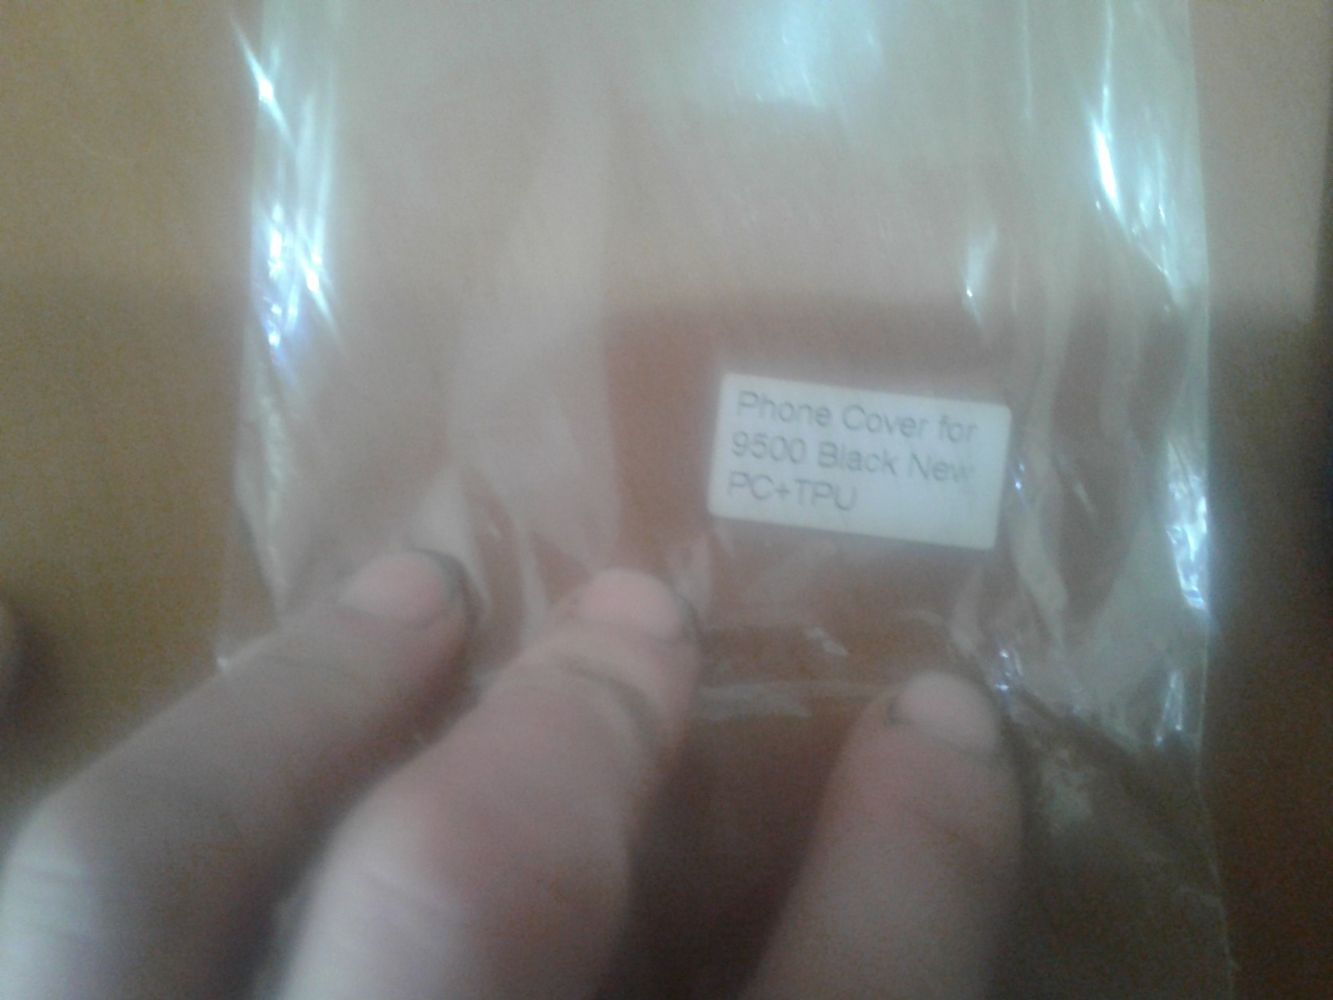 Phone Cover for
9500 Black New
PC+TPU